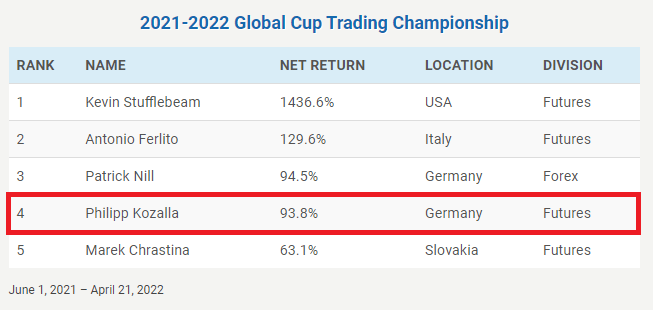 2021-2022 Global Cup Trading Championship
RANK NAME NET RETURN LOCATION DIVISION
1 Kevin Stufflebeam 1436.6% USA Futures
2 Antonio Ferlito 129.6% Italy Futures
3 Patrick Nill 94.5% Germany Forex
4 Philipp Kozalla 93.8% Germany Futures
5 Marek Chrastina 63.1% Slovakia Futures
June 1, 2021 – April 21, 2022